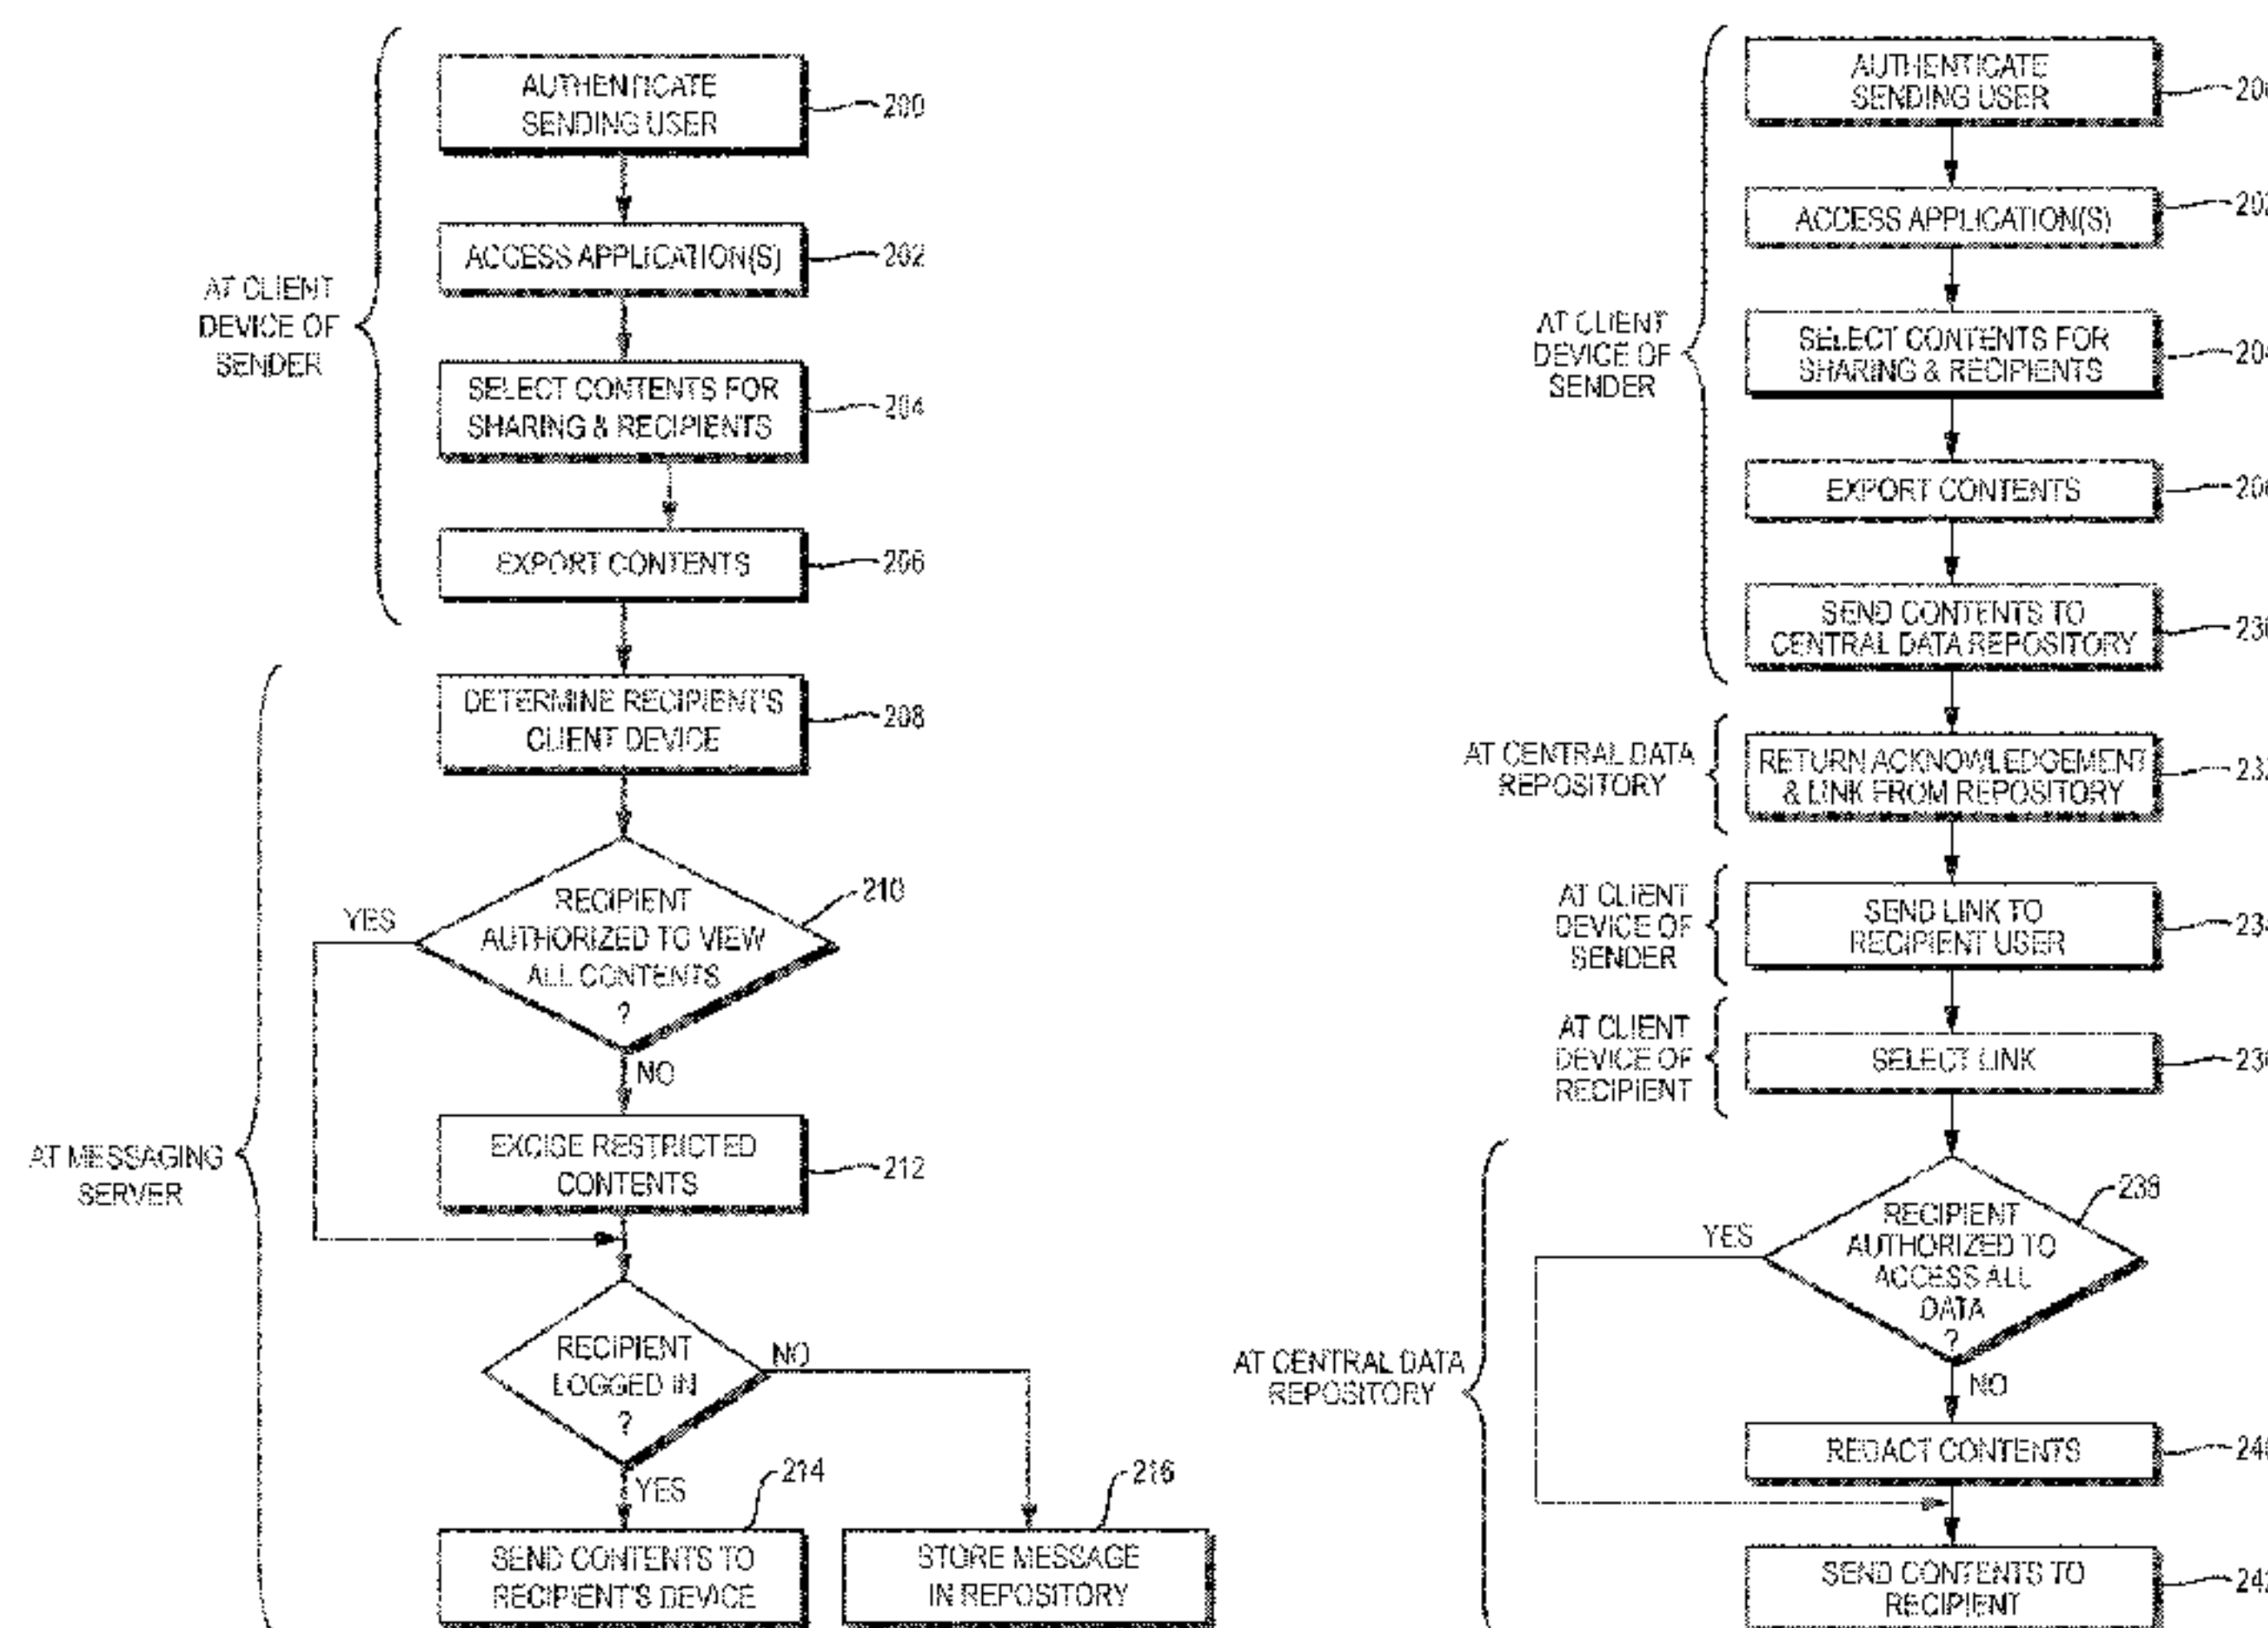 AUTHENTICATE
SENDING USER
200
ACCESS APPLICATION(S)
202
AT CLIENT
DEVICE OF
SENDER
SELECT CONTENTS FOR
SHARING & RECIPIENTS
204
EXPORT CONTENTS
206
DETERMINE RECIPIENT'S
CLIENT DEVICE
208
RECIPIENT
AUTHORIZED TO VIEW
ALL CONTENTS
?
210
YES
NO
EXCISE RESTRICTED
CONTENTS
212
AT MESSAGING
SERVER
RECIPIENT
LOGGED IN
?
NO
YES
214
216
SEND CONTENTS TO
RECIPIENT'S DEVICE
STORE MESSAGE
IN REPOSITORY
AUTHENTICATE
SENDING USER
ACCESS APPLICATION(S)
AT CLIENT
DEVICE OF
SENDER
SELECT CONTENTS FOR
SHARING & RECIPIENTS
EXPORT CONTENTS
SEND CONTENTS TO
CENTRAL DATA REPOSITORY
AT CENTRAL DATA
REPOSITORY
RETURN ACKNOWLEDGEMENT
& LINK FROM REPOSITORY
AT CLIENT
DEVICE OF
SENDER
SEND LINK TO
RECIPIENT USER
AT CLIENT
DEVICE OF
RECIPIENT
SELECT LINK
238
YES
RECIPIENT
AUTHORIZED TO
ACCESS ALL
DATA
?
NO
AT CENTRAL DATA
REPOSITORY
REDACT CONTENTS
SEND CONTENTS TO
RECIPIENT